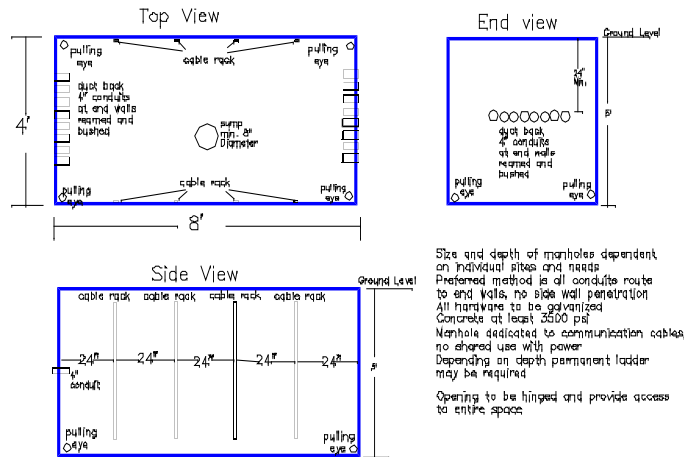 Top View
pulling
eye
cable rack
pulling
eye
duct back
4" conduits
at end walls
reamed and
bushed
4'
sump
min. 8"
Diameter
cable rack
pulling
eye
pulling
eye
8'
End view
Ground Level
24"
Min.
duct back
4" conduits
at end walls
reamed and
bushed
pulling
eye
pulling
eye
Side View
Ground Level
cable rack
cable rack
cable rack
cable rack
24"
24"
24"
24"
24"
4"
conduit
pulling
eye
pulling
eye
Size and depth of manholes dependent
on individual sites and needs
Preferred method is all conduits route
to end walls, no side wall penetration
All hardware to be galvanized
Concrete at least 3500 psi
Manhole dedicated to communication cables,
no shared use with power
Depending on depth permanent ladder
may be required
Opening to be hinged and provide access
to entire space